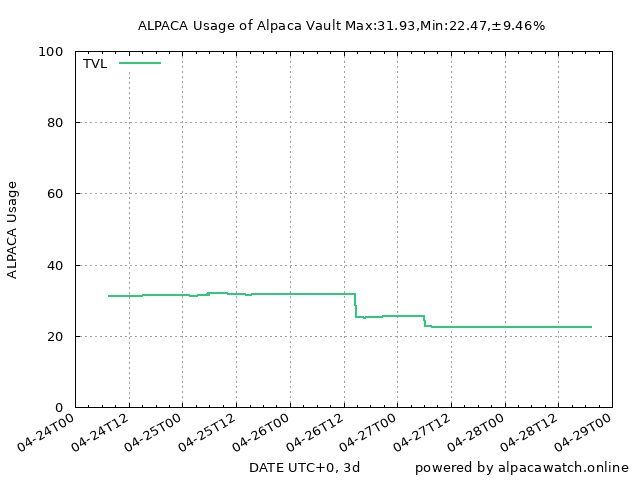 ALPACA Usage of Alpaca Vault Max:31.93,Min:22.47,±9.46%
TVL
100
80
60
40
20
0
ALPACA Usage
04-24T00
04-24T12
04-25T00
04-25T12
04-26T00
04-26T12
04-27T00
04-27T12
04-28T00
04-28T12
04-29T00
DATE UTC+0, 3d
powered by alpacawatch.online